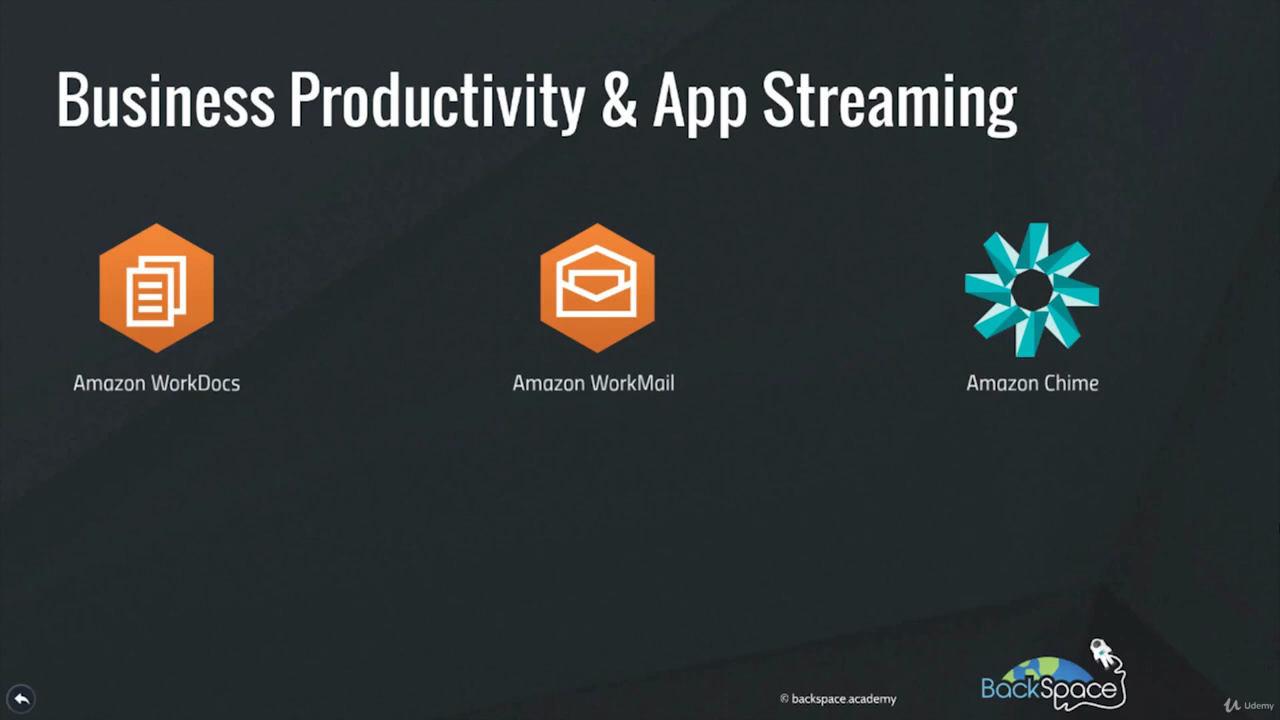 Business Productivity & App Streaming
Amazon WorkDocs
Amazon WorkMail
Amazon Chime
© backspace.academy
BackSpace
Udemy